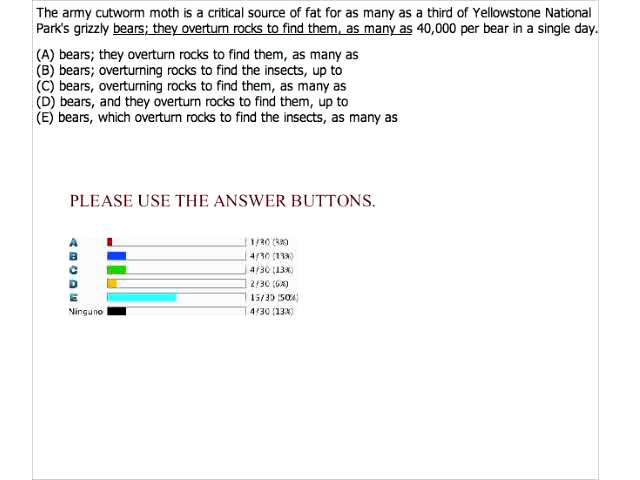 The army cutworm moth is a critical source of fat for as many as a third of Yellowstone National
Park's grizzly bears; they overturn rocks to find them, as many as 40,000 per bear in a single day.
(A) bears; they overturn rocks to find them, as many as
(B) bears; overturning rocks to find the insects, up to
(C) bears, overturning rocks to find them, as many as
(D) bears, and they overturn rocks to find them, up to
(E) bears, which overturn rocks to find the insects, as many as
PLEASE USE THE ANSWER BUTTONS.
A 1/30 (3%)
B 4/30 (13%)
C 4/30 (13%)
D 2/30 (6%)
E 15/30 (50%)
Ninguno 4/30 (13%)